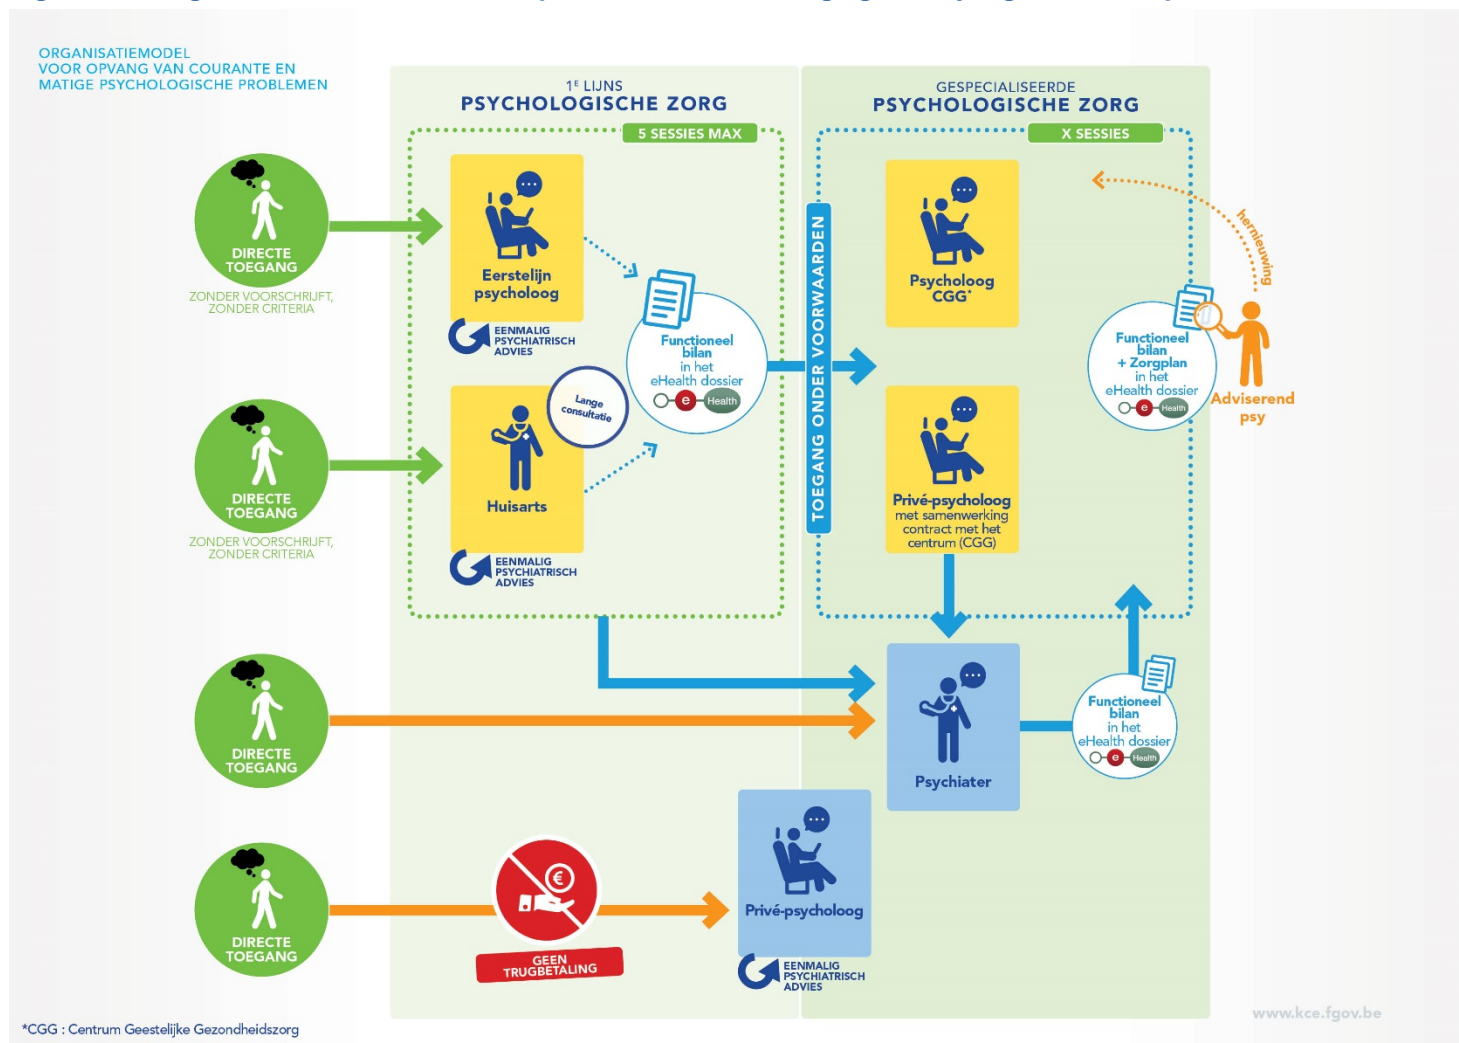 ORGANISATIEMODEL
VOOR OPVANG VAN COURANTE EN
MATIGE PSYCHOLOGISCHE PROBLEMEN
1E LIJNS
PSYCHOLOGISCHE ZORG
5 SESSIES MAX
GESPECIALISEERDE
PSYCHOLOGISCHE ZORG
X SESSIES
DIRECTE
TOEGANG
ZONDER VOORSCHRIFT,
ZONDER CRITERIA
Eerstelijn
psycholoog
EENMALIG
PSYCHIATRISCH
ADVIES
Functioneel
bilan
in het
eHealth dossier
e Health
TOEGANG ONDER VOORWAARDEN
Psycholoog
CGG*
hernieuwing
Functioneel
bilan
+ Zorgplan
in het
eHealth dossier
e Health
Adviserend
psy
DIRECTE
TOEGANG
ZONDER VOORSCHRIFT,
ZONDER CRITERIA
Lange
consultatie
Huisarts
EENMALIG
PSYCHIATRISCH
ADVIES
Privé-psycholoog
met samenwerking
contract met het
centrum (CGG)
DIRECTE
TOEGANG
Psychiater
Functioneel
bilan
in het
eHealth dossier
e Health
DIRECTE
TOEGANG
€
GEEN
TRUGBETALING
Privé-psycholoog
EENMALIG
PSYCHIATRISCH
ADVIES
www.kce.fgov.be
*CGG : Centrum Geestelijke Gezondheidszorg